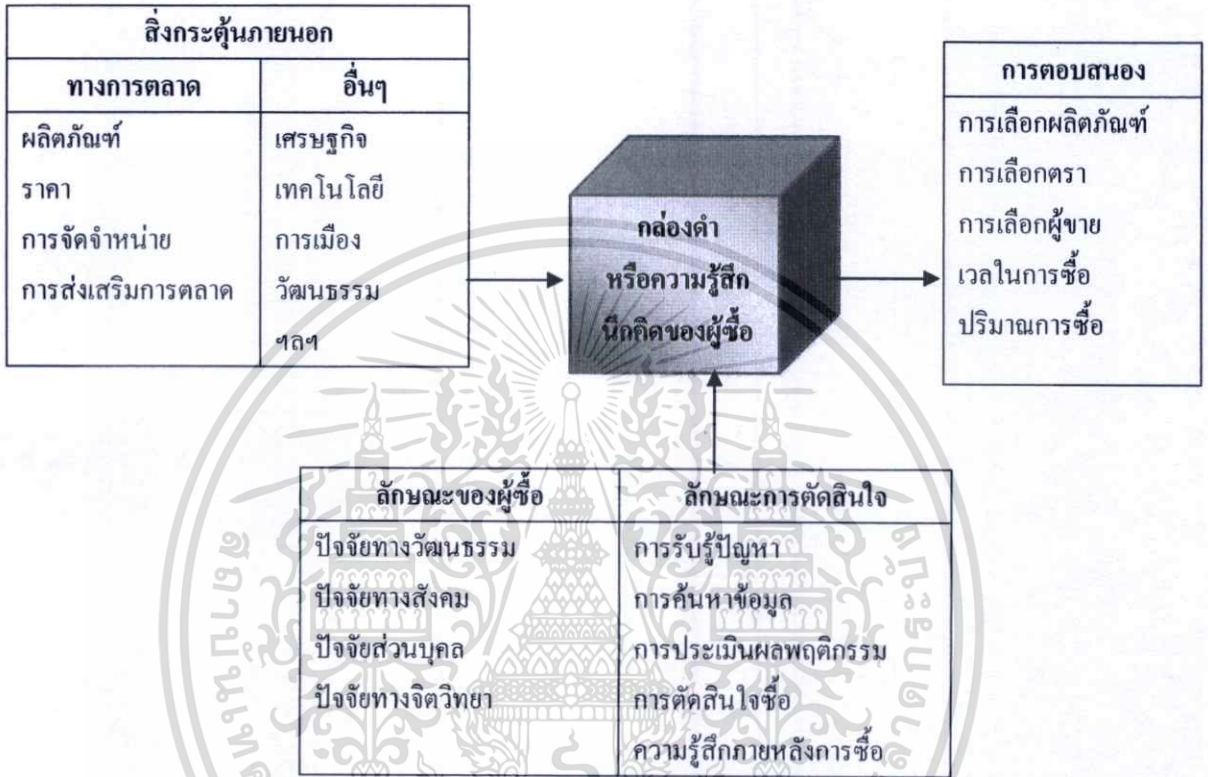 สิ่งกระตุ้นภายนอก
ทางการตลาด อื่นๆ
ผลิตภัณฑ์ เศรษฐกิจ
ราคา เทคโนโลยี
การจัดจำหน่าย การเมือง
การส่งเสริมการตลาด วัฒนธรรม
ฯลฯ
กล่องดำ
หรือความรู้สึก
นึกคิดของผู้ซื้อ
การตอบสนอง
การเลือกผลิตภัณฑ์
การเลือกตรา
การเลือกผู้ขาย
เวลในการซื้อ
ปริมาณการซื้อ
ลักษณะของผู้ซื้อ ลักษณะการตัดสินใจ
ปัจจัยทางวัฒนธรรม การรับรู้ปัญหา
ปัจจัยทางสังคม การค้นหาข้อมูล
ปัจจัยส่วนบุคล การประเมินผลพฤติกรรม
ปัจจัยทางจิตวิทยา การตัดสินใจซื้อ
ความรู้สึกภายหลังการซื้อ